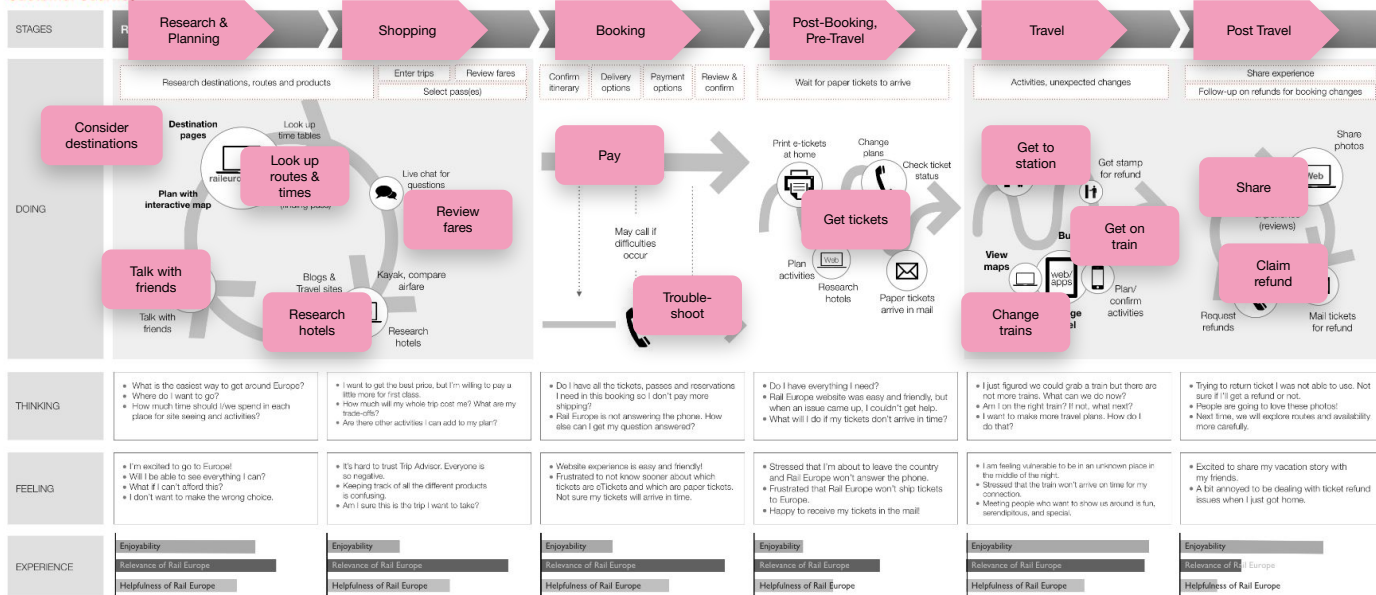 STAGES
R
Research &
Planning
Shopping
Booking
Post-Booking,
Pre-Travel
Travel
Post Travel
DOING
Research destinations, routes and products
Enter trips
Review fares
Select pass(es)
Confirm
itinerary
Delivery
options
Payment
options
Review &
confirm
Wait for paper tickets to arrive
Activities, unexpected changes
Share experience
Follow-up on refunds for booking changes
Consider
destinations
Destination
pages
Look up
time tables
Look up
routes &
times
raileuro
Plan with
interactive map
Live chat for
questions
Review
fares
Talk with
friends
Talk with
friends
Blogs &
Travel sites
Kayak, compare
airfare
Research
hotels
Research
hotels
Pay
May call if
difficulties
occur
Trouble-
shoot
Print e-tickets
at home
Change
plans
Check ticket
status
Get tickets
Plan
activities
Web
Research
hotels
Paper tickets
arrive in mail
Get to
station
Get stamp
for refund
Get on
train
Bu
View
maps
web/
apps
Plan/
confirm
activities
Change
trains
ge
el
Share
photos
Web
Share
(reviews)
Claim
refund
Request
refunds
Mail tickets
for refund
THINKING
• What is the easiest way to get around Europe?
• Where do I want to go?
• How much time should I/we spend in each
place for site seeing and activities?
• I want to get the best price, but I'm willing to pay a
little more for first class.
• How much will my whole trip cost me? What are my
trade-offs?
• Are there other activities I can add to my plan?
• Do I have all the tickets, passes and reservations
I need in this booking so I don't pay more
shipping?
• Rail Europe is not answering the phone. How
else can I get my question answered?
• Do I have everything I need?
• Rail Europe website was easy and friendly, but
when an issue came up, I couldn't get help.
• What will I do if my tickets don't arrive in time?
• I just figured we could grab a train but there are
not more trains. What can we do now?
• Am I on the right train? If not, what next?
• I want to make more travel plans. How do I
do that?
• Trying to return ticket I was not able to use. Not
sure if I'll get a refund or not.
• People are going to love these photos!
• Next time, we will explore routes and availability
more carefully.
FEELING
• I'm excited to go to Europe!
• Will I be able to see everything I can?
• What if I can't afford this?
• I don't want to make the wrong choice.
• It's hard to trust Trip Advisor. Everyone is
so negative.
• Keeping track of all the different products
is confusing.
• Am I sure this is the trip I want to take?
• Website experience is easy and friendly!
• Frustrated to not know sooner about which
tickets are eTickets and which are paper tickets.
Not sure my tickets will arrive in time.
• Stressed that I'm about to leave the country
and Rail Europe won't answer the phone.
• Frustrated that Rail Europe won't ship tickets
to Europe.
• Happy to receive my tickets in the mail!
• I am feeling vulnerable to be in an unknown place in
the middle of the night.
• Stressed that the train won't arrive on time for my
connection.
• Meeting people who want to show us around is fun,
serendipitous, and special.
• Excited to share my vacation story with
my friends.
• A bit annoyed to be dealing with ticket refund
issues when I just got home.
EXPERIENCE
Enjoyability
Relevance of Rail Europe
Helpfulness of Rail Europe
Enjoyability
Relevance of Rail Europe
Helpfulness of Rail Europe
Enjoyability
Relevance of Rail Europe
Helpfulness of Rail Europe
Enjoyability
Relevance of Rail Europe
Helpfulness of Rail Europe
Enjoyability
Relevance of Rail Europe
Helpfulness of Rail Europe
Enjoyability
Relevance of Rail Europe
Helpfulness of Rail Europe